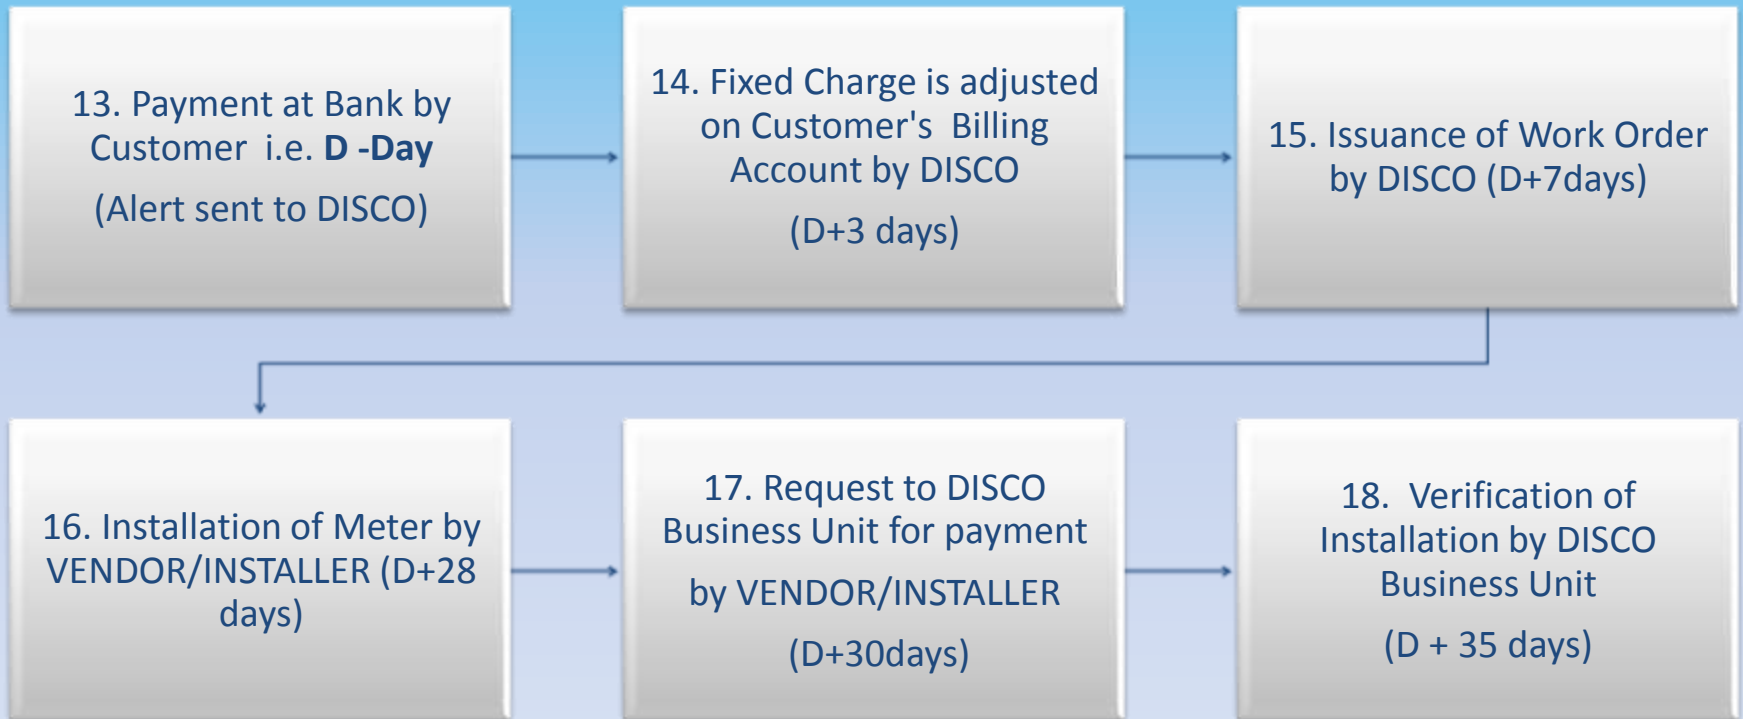 13. Payment at Bank by
Customer i.e. D -Day
(Alert sent to DISCO)
14. Fixed Charge is adjusted
on Customer's Billing
Account by DISCO
(D+3 days)
15. Issuance of Work Order
by DISCO (D+7days)
16. Installation of Meter by
VENDOR/INSTALLER (D+28
days)
17. Request to DISCO
Business Unit for payment
by VENDOR/INSTALLER
(D+30days)
18. Verification of
Installation by DISCO
Business Unit
(D + 35 days)